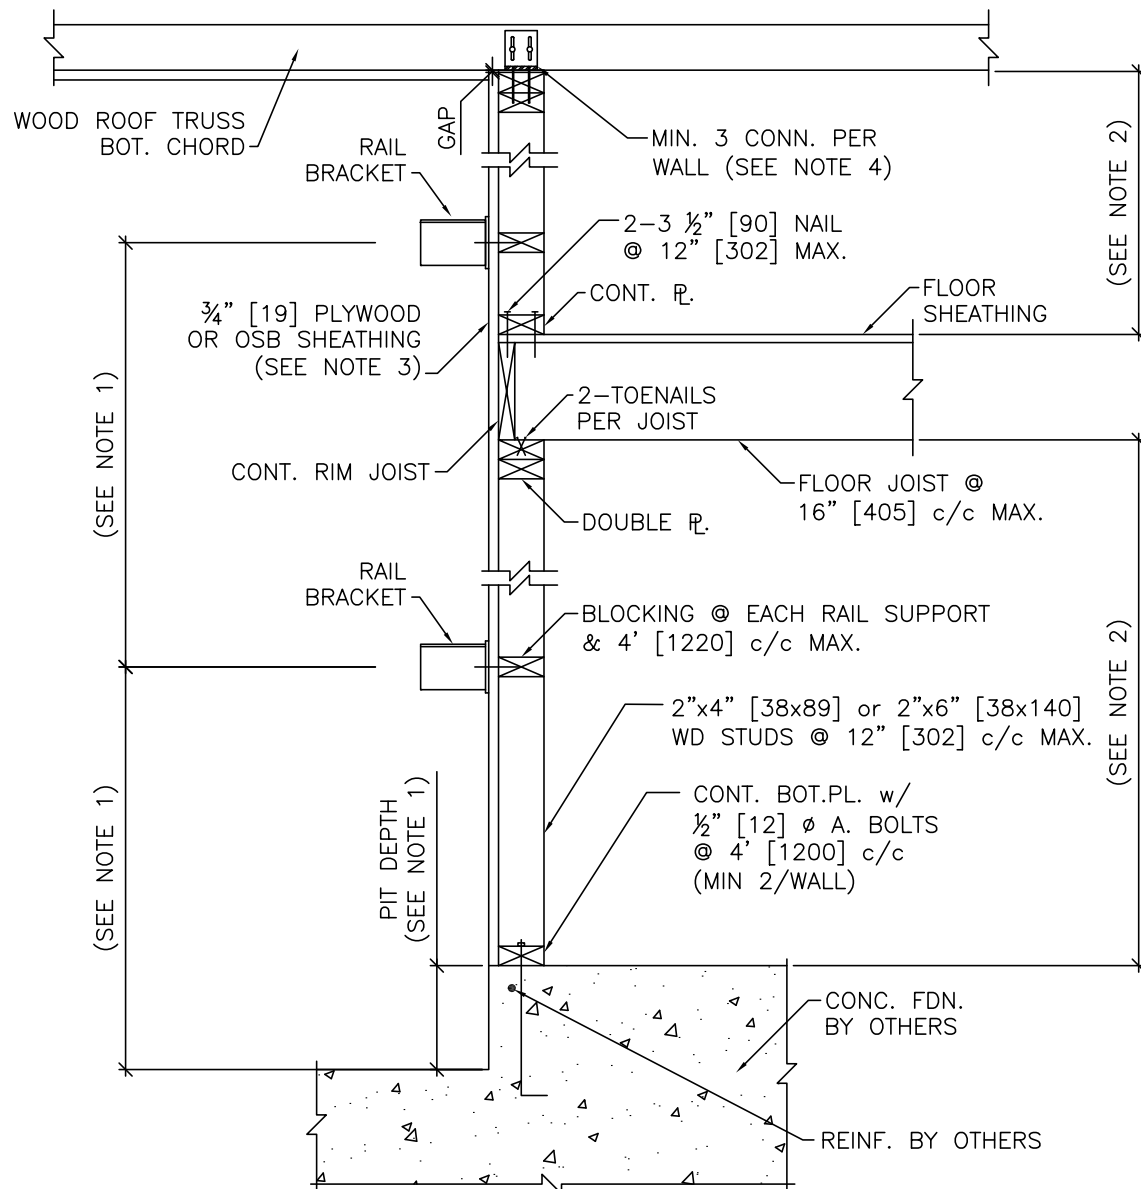 WOOD ROOF TRUSS
BOT. CHORD
GAP
MIN. 3 CONN. PER
WALL (SEE NOTE 4)
(SEE NOTE 2)
RAIL
BRACKET
2-3 ½" [90] NAIL
@ 12" [302] MAX.
CONT. PL.
FLOOR
SHEATHING
¾" [19] PLYWOOD
OR OSB SHEATHING
(SEE NOTE 3)
(SEE NOTE 1)
2-TOENAILS
PER JOIST
CONT. RIM JOIST
FLOOR JOIST @
16" [405] c/c MAX.
DOUBLE PL.
RAIL
BRACKET
BLOCKING @ EACH RAIL SUPPORT
& 4' [1220] c/c MAX.
(SEE NOTE 2)
2"x4" [38x89] or 2"x6" [38x140]
WD STUDS @ 12" [302] c/c MAX.
(SEE NOTE 1)
PIT DEPTH
(SEE NOTE 1)
CONT. BOT.PL. w/
½" [12] ø A. BOLTS
@ 4' [1200] c/c
(MIN 2/WALL)
CONC. FDN.
BY OTHERS
REINF. BY OTHERS